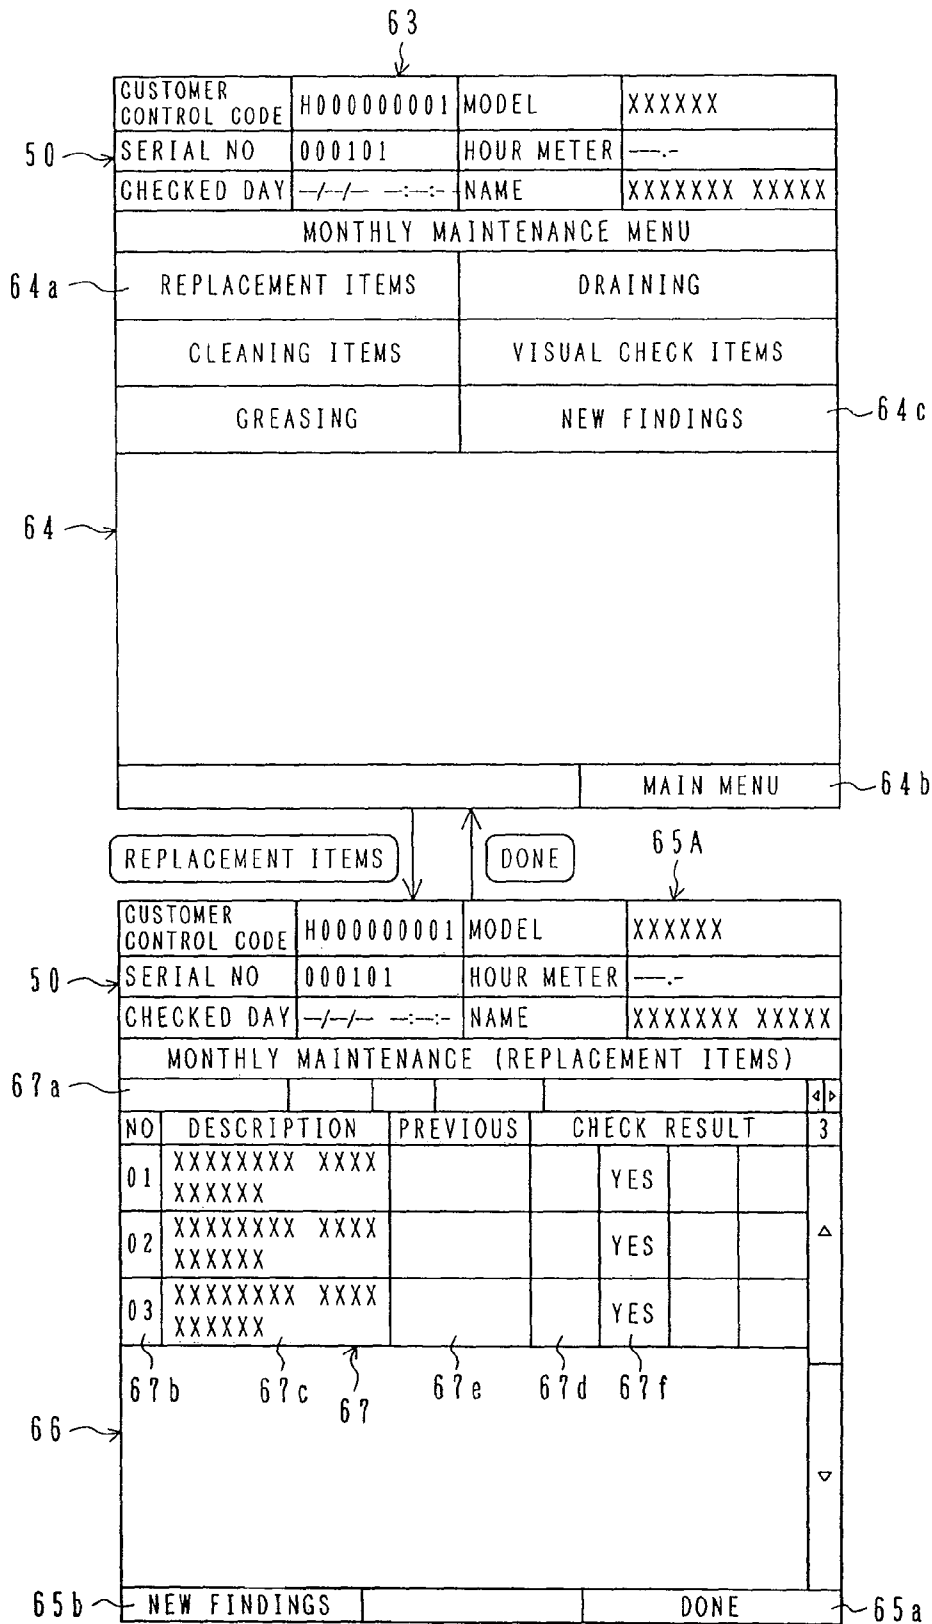 63
CUSTOMER CONTROL CODE H000000001 MODEL XXXXXX
50 SERIAL NO 000101 HOUR METER ---.-
CHECKED DAY --/--/-- --:--:-- NAME XXXXXXX XXXXX
MONTHLY MAINTENANCE MENU
64a REPLACEMENT ITEMS DRAINING
CLEANING ITEMS VISUAL CHECK ITEMS
GREASING NEW FINDINGS 64c
64
MAIN MENU 64b
REPLACEMENT ITEMS DONE 65A
CUSTOMER CONTROL CODE H000000001 MODEL XXXXXX
50 SERIAL NO 000101 HOUR METER ---.-
CHECKED DAY --/--/-- --:--:-- NAME XXXXXXX XXXXX
MONTHLY MAINTENANCE (REPLACEMENT ITEMS)
67a
NO DESCRIPTION PREVIOUS CHECK RESULT 3
01 XXXXXXXX XXXX YES
XXXXXX
02 XXXXXXXX XXXX YES
XXXXXX
03 XXXXXXXX XXXX YES
XXXXXX
67b 67c 67 67e 67d 67f
66
65b NEW FINDINGS DONE 65a